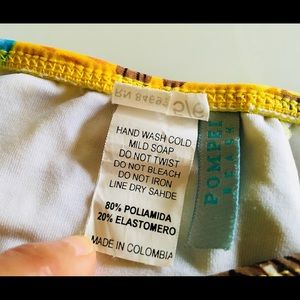 HAND WASH COLD
MILD SOAP
DO NOT TWIST
DO NOT BLEACH
DO NOT IRON
LINE DRY SAHDE
80% POLIAMIDA
20% ELASTOMERO
MADE IN COLOMBIA
POMPEI
BEACH